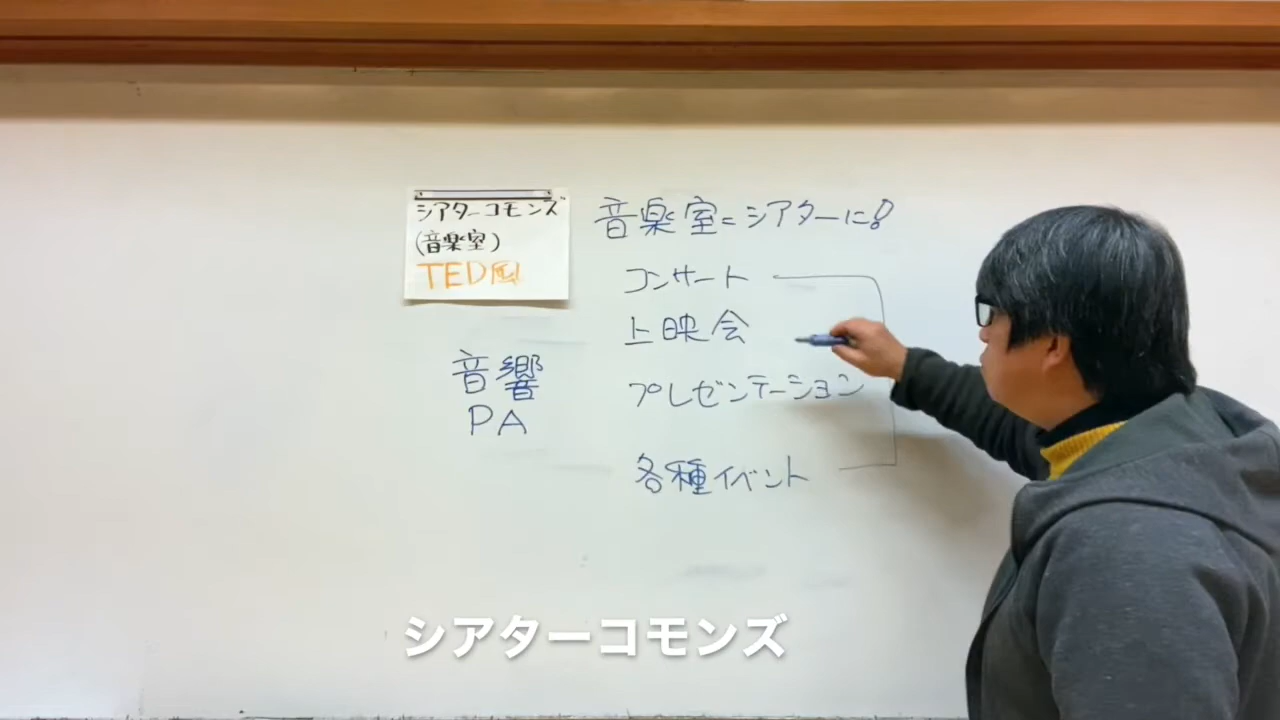 シアターコモンズ
(音楽室)
TED風
音楽室=シアターに!
コンサート
上映会
プレゼンテーション
各種イベント
音響
PA
シアターコモンズ